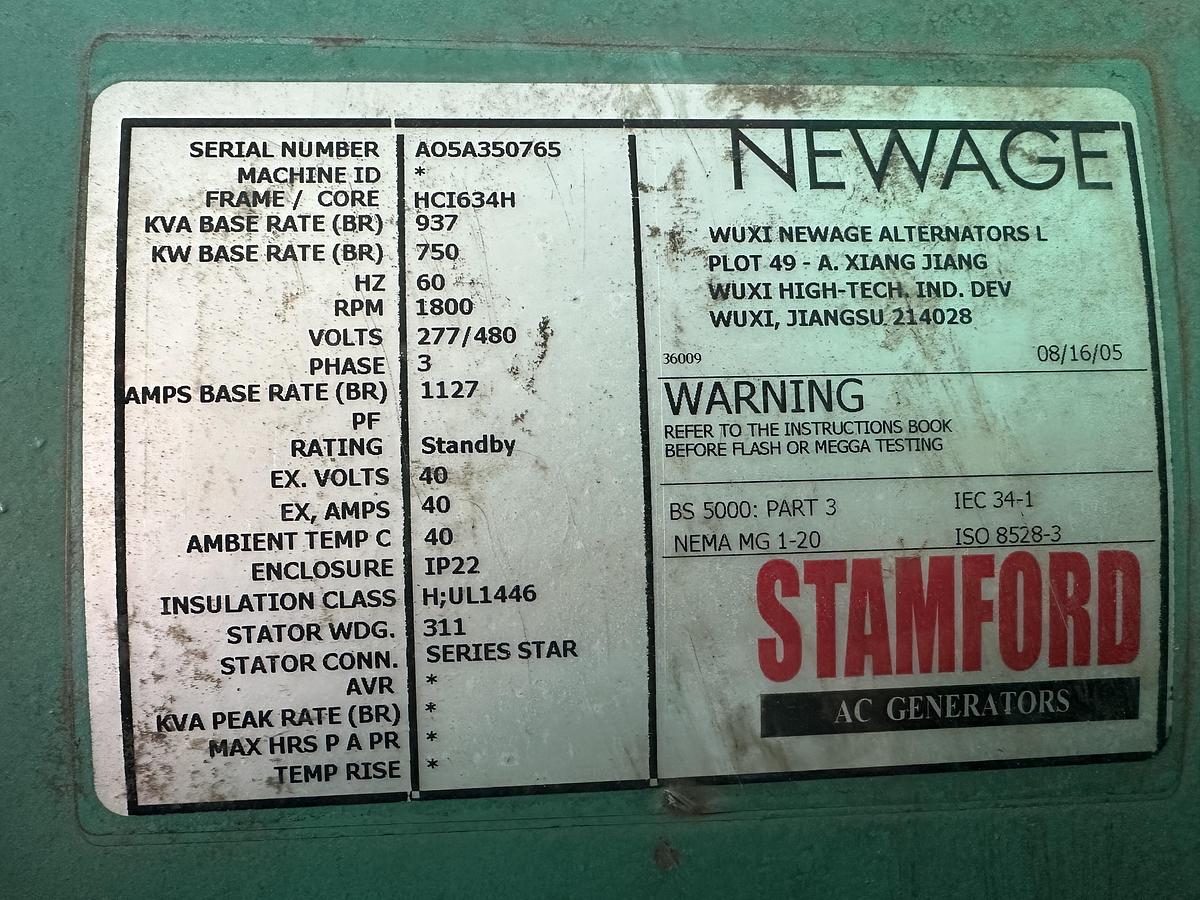 SERIAL NUMBER AO5A350765
MACHINE ID *
FRAME / CORE HCI634H
KVA BASE RATE (BR) 937
KW BASE RATE (BR) 750
HZ 60
RPM 1800
VOLTS 277/480
PHASE 3
AMPS BASE RATE (BR) 1127
PF
RATING Standby
EX. VOLTS 40
EX, AMPS 40
AMBIENT TEMP C 40
ENCLOSURE IP22
INSULATION CLASS H;UL1446
STATOR WDG. 311
STATOR CONN. SERIES STAR
AVR *
KVA PEAK RATE (BR) *
MAX HRS P A PR *
TEMP RISE *
NEWAGE
WUXI NEWAGE ALTERNATORS L
PLOT 49 - A. XIANG JIANG
WUXI HIGH-TECH. IND. DEV
WUXI, JIANGSU 214028
36009 08/16/05
WARNING
REFER TO THE INSTRUCTIONS BOOK
BEFORE FLASH OR MEGGA TESTING
BS 5000: PART 3 IEC 34-1
NEMA MG 1-20 ISO 8528-3
STAMFORD
AC GENERATORS